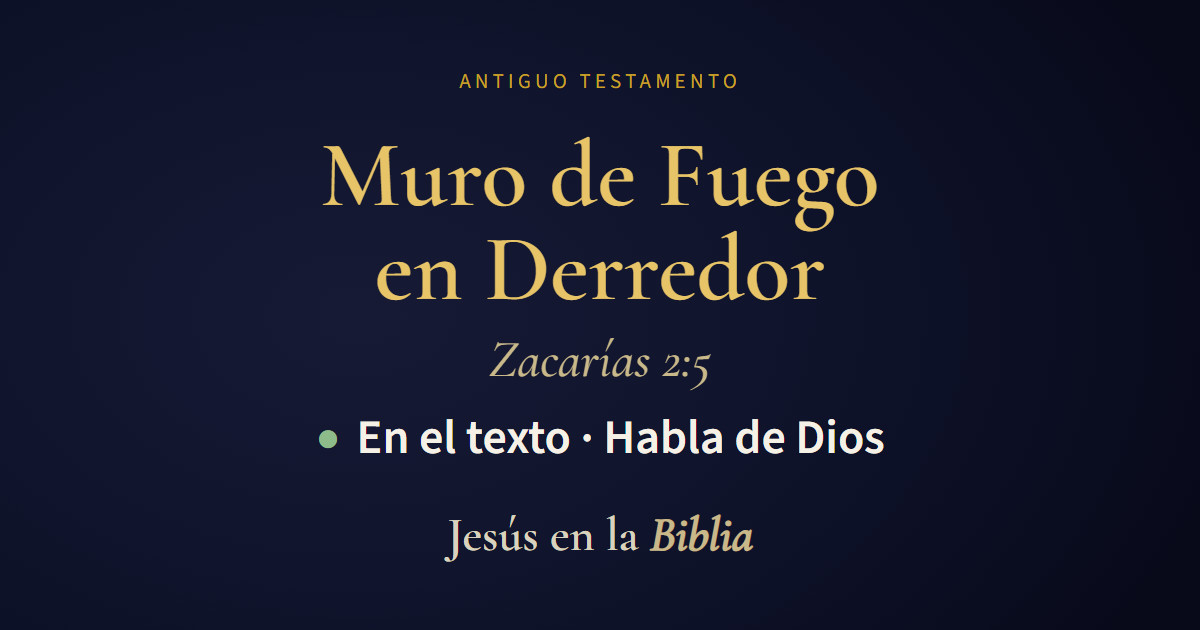 ANTIGUO TESTAMENTO
Muro de Fuego
en Derredor
Zacarías 2:5
En el texto · Habla de Dios
Jesús en la Biblia